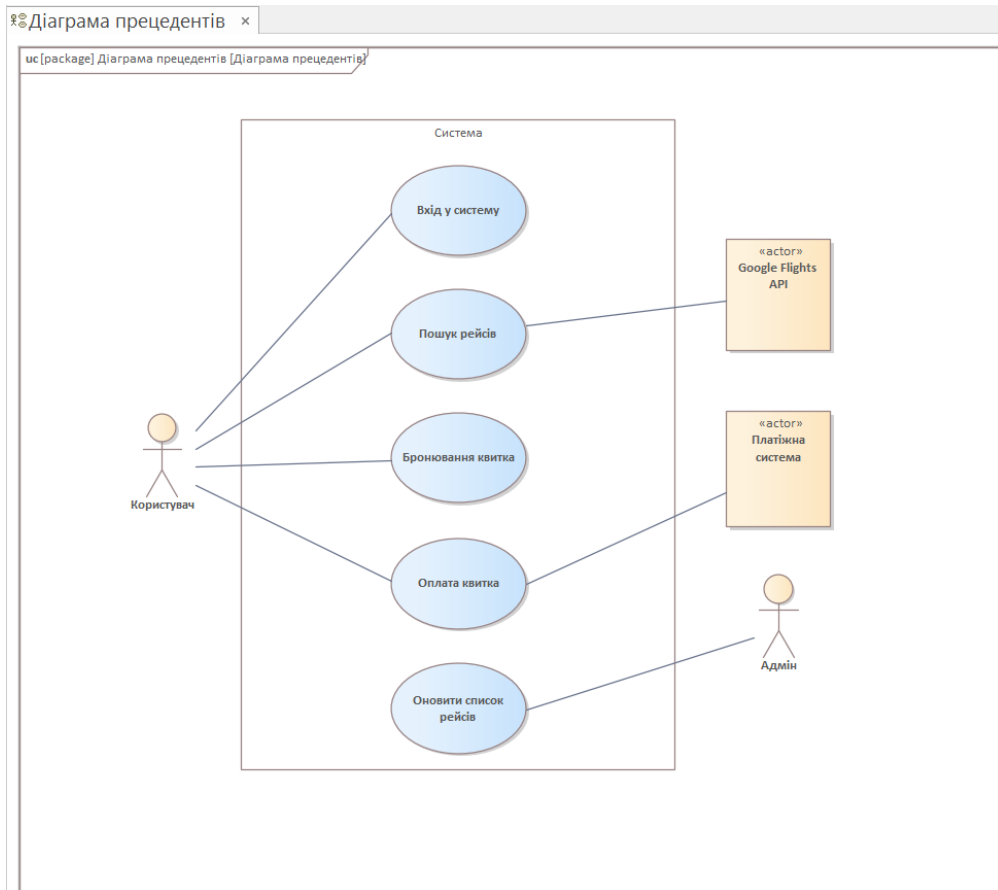 Діаграма прецедентів ×
uc [package] Діаграма прецедентів [Діаграма прецедентів]
Система
Вхід у систему
«actor»
Google Flights
API
Пошук рейсів
«actor»
Платіжна
система
Бронювання квитка
Користувач
Оплата квитка
Адмін
Оновити список
рейсів